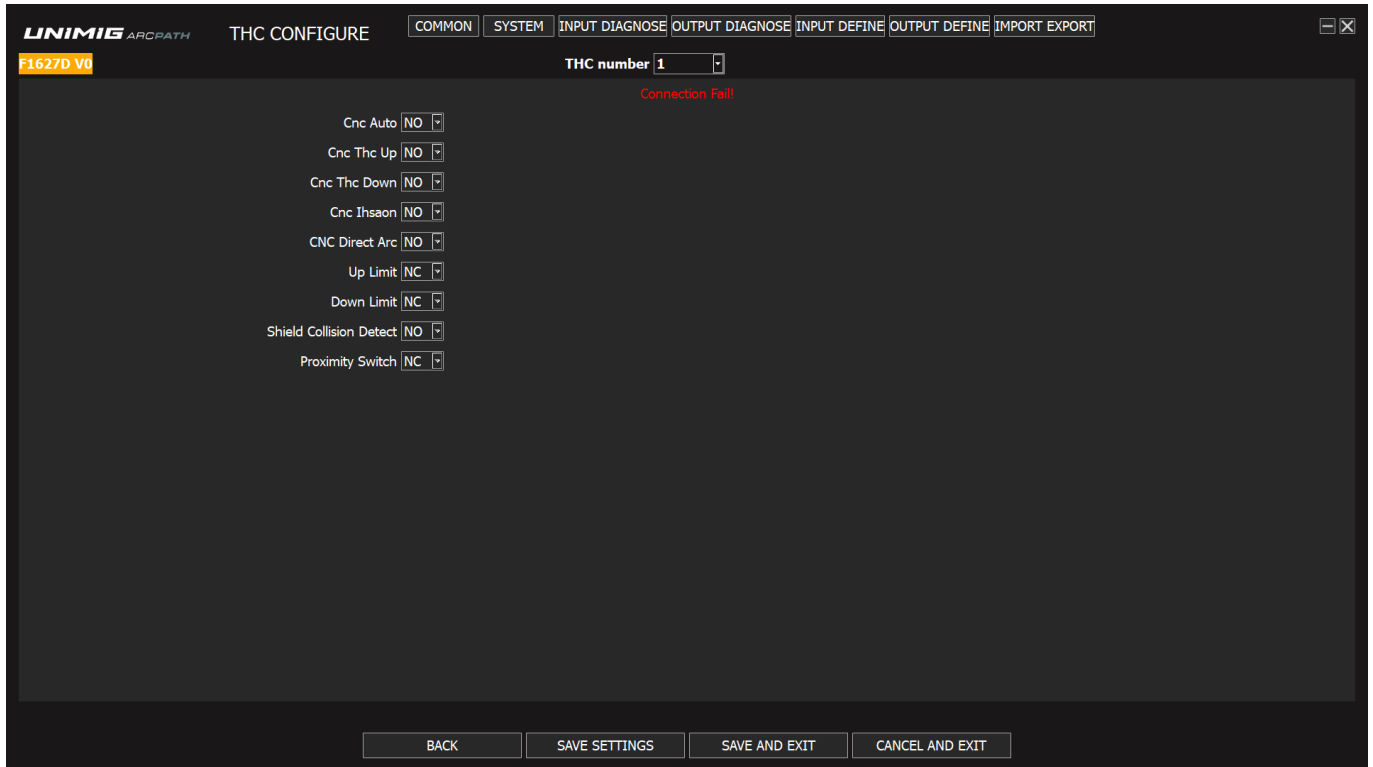 UNIMIG ARCPATH THC CONFIGURE COMMON SYSTEM INPUT DIAGNOSE OUTPUT DIAGNOSE INPUT DEFINE OUTPUT DEFINE IMPORT EXPORT
F1627D V0 THC number 1
Connection Fail!
Cnc Auto NO
Cnc Thc Up NO
Cnc Thc Down NO
Cnc Ihsaon NO
CNC Direct Arc NO
Up Limit NC
Down Limit NC
Shield Collision Detect NO
Proximity Switch NC
BACK SAVE SETTINGS SAVE AND EXIT CANCEL AND EXIT